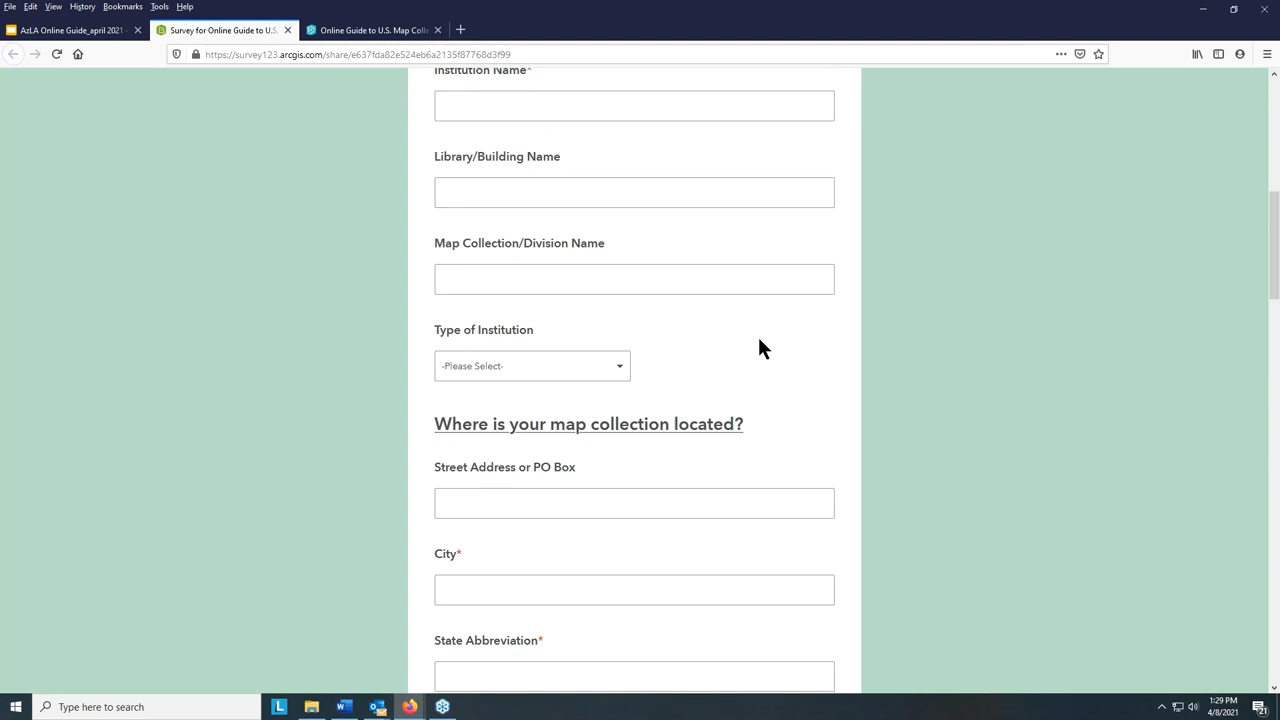 File Edit View History Bookmarks Tools Help
AzLA Online Guide_april 2021 -
Survey for Online Guide to U.S.
Online Guide to U.S. Map Colle
https://survey123.arcgis.com/share/e637fda82e524eb6a2135f87768d3f99
Institution Name*
Library/Building Name
Map Collection/Division Name
Type of Institution
-Please Select-
Where is your map collection located?
Street Address or PO Box
City*
State Abbreviation*
Type here to search
L
1:29 PM
4/8/2021
21